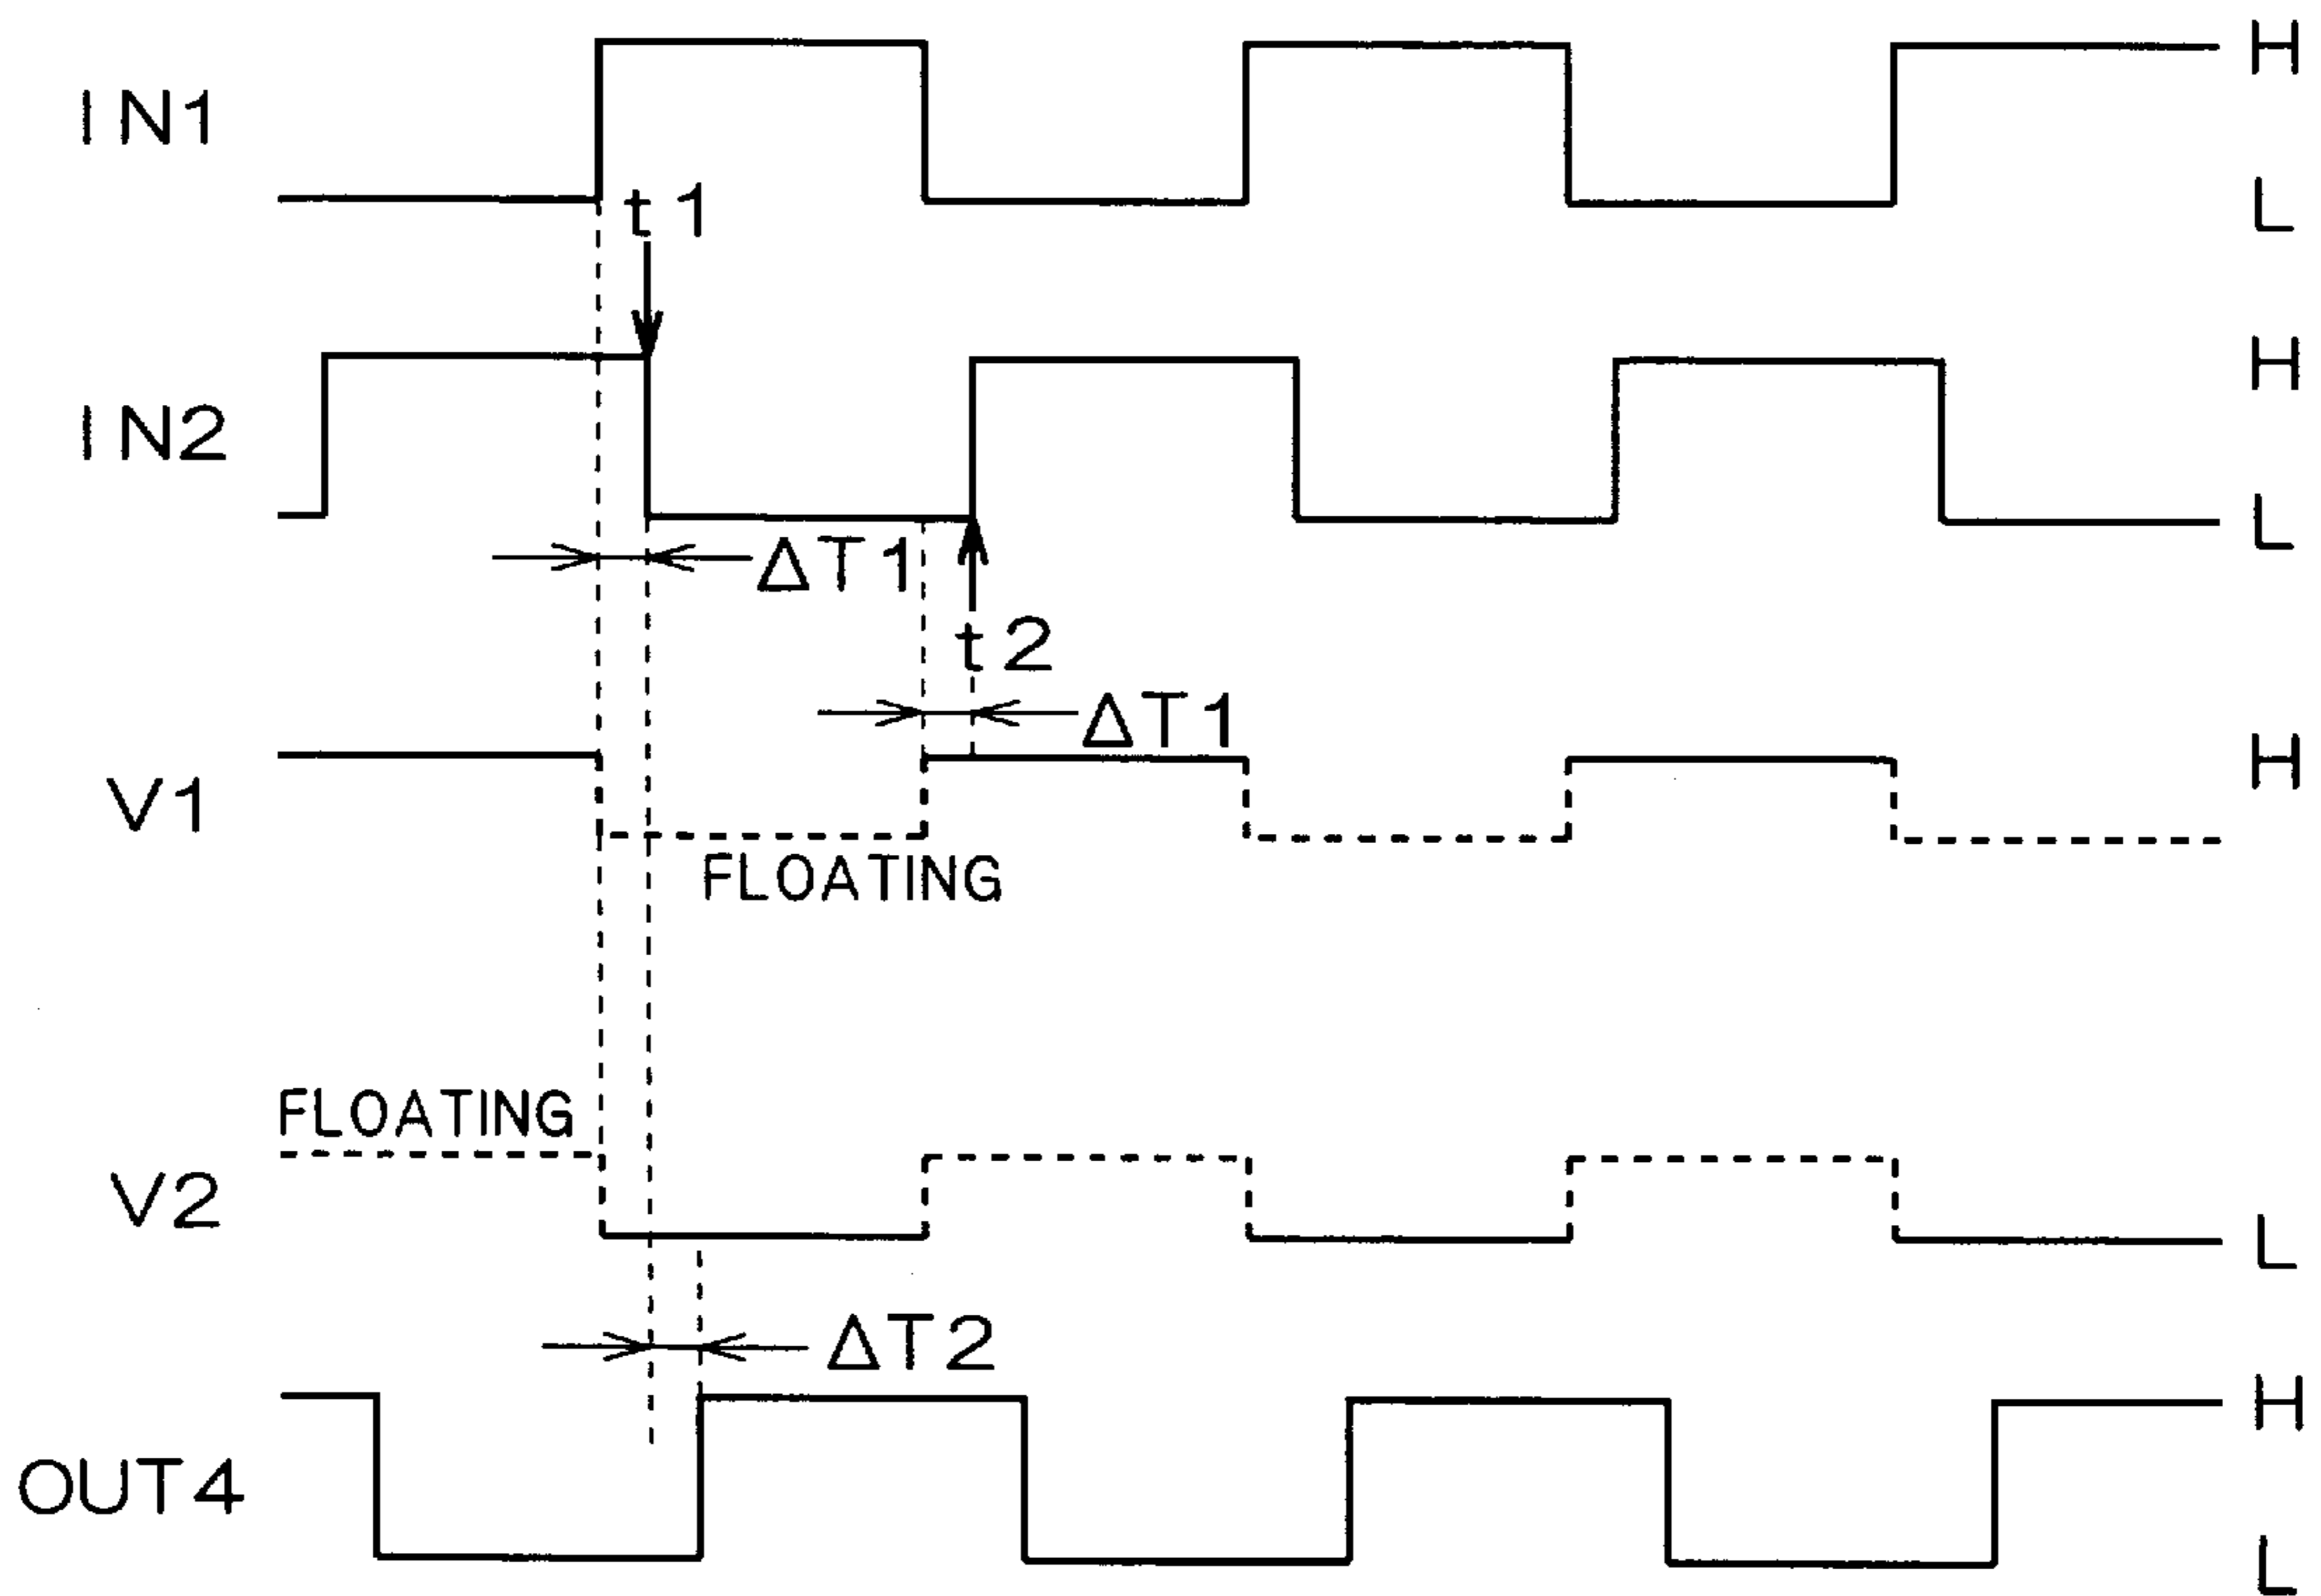 IN1
H
L
t1
IN2
H
L
ΔT1
t2
ΔT1
V1
H
FLOATING
FLOATING
V2
L
ΔT2
OUT4
H
L